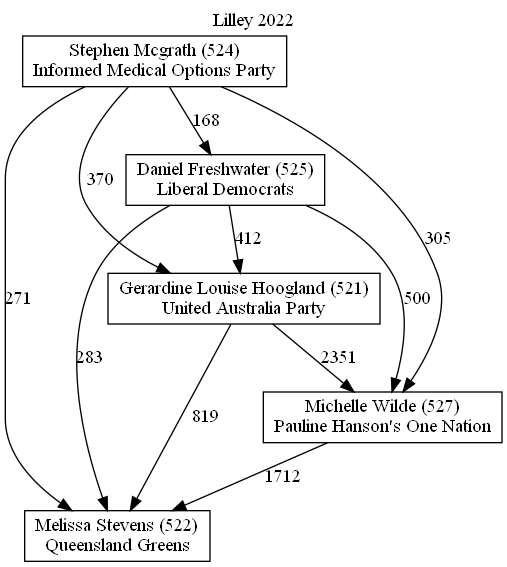 Lilley 2022
Stephen Mcgrath (524)
Informed Medical Options Party
168
Daniel Freshwater (525)
Liberal Democrats
370
412
305
Gerardine Louise Hoogland (521)
United Australia Party
271
283
500
2351
819
Michelle Wilde (527)
Pauline Hanson's One Nation
1712
Melissa Stevens (522)
Queensland Greens